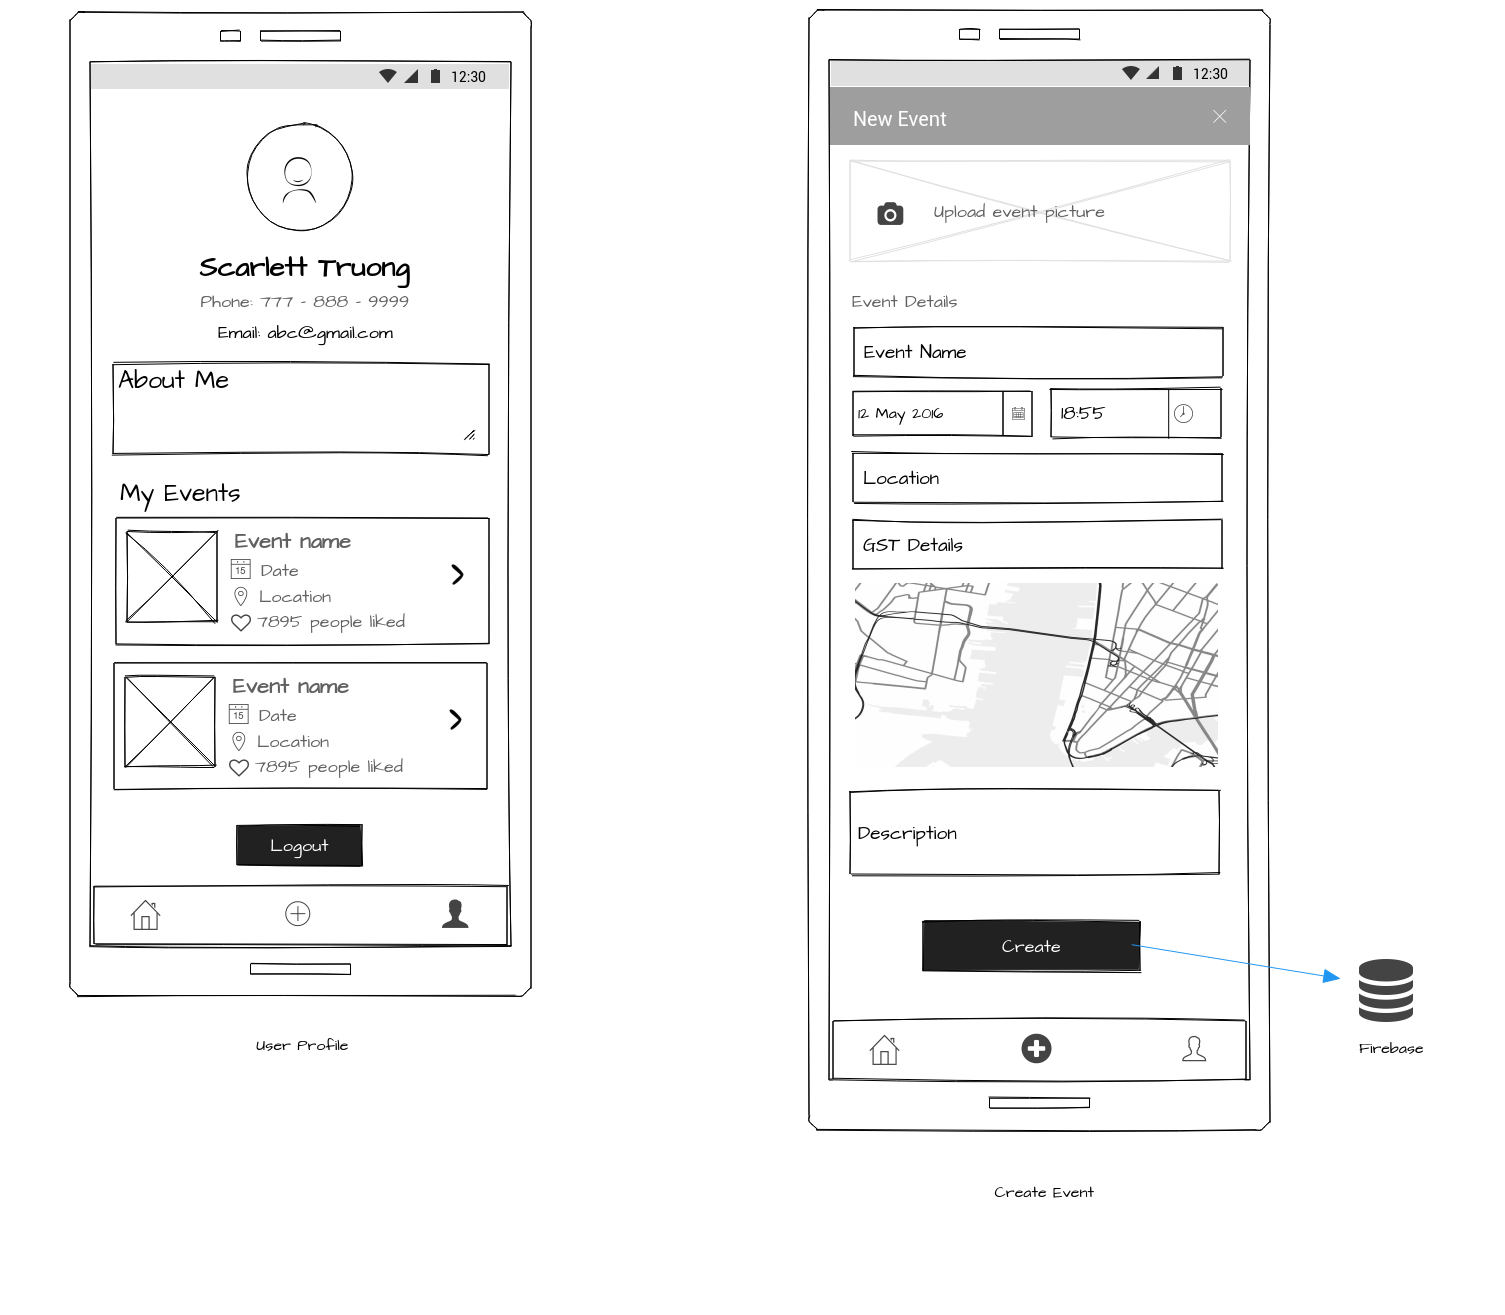 12:30
Scarlett Truong
Phone: 777 - 888 - 9999
Email: abc@gmail.com
About Me
My Events
Event name
15 Date
Location
7895 people liked
Event name
15 Date
Location
7895 people liked
Logout
User Profile
12:30
New Event
Upload event picture
Event Details
Event Name
12 May 2016
18:55
Location
GST Details
Description
Create
Firebase
Create Event